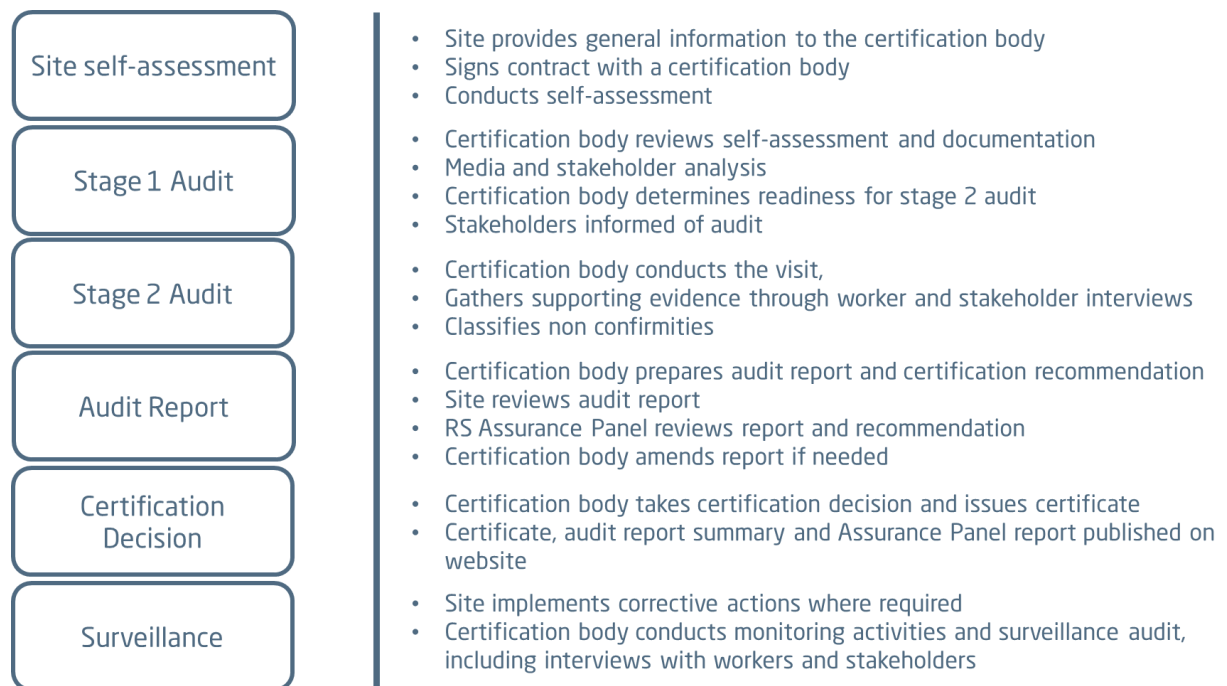 Site self-assessment
• Site provides general information to the certification body
• Signs contract with a certification body
• Conducts self-assessment
Stage 1 Audit
• Certification body reviews self-assessment and documentation
• Media and stakeholder analysis
• Certification body determines readiness for stage 2 audit
• Stakeholders informed of audit
Stage 2 Audit
• Certification body conducts the visit,
• Gathers supporting evidence through worker and stakeholder interviews
• Classifies non confirmities
Audit Report
• Certification body prepares audit report and certification recommendation
• Site reviews audit report
• RS Assurance Panel reviews report and recommendation
• Certification body amends report if needed
Certification
Decision
• Certification body takes certification decision and issues certificate
• Certificate, audit report summary and Assurance Panel report published on
website
Surveillance
• Site implements corrective actions where required
• Certification body conducts monitoring activities and surveillance audit,
including interviews with workers and stakeholders